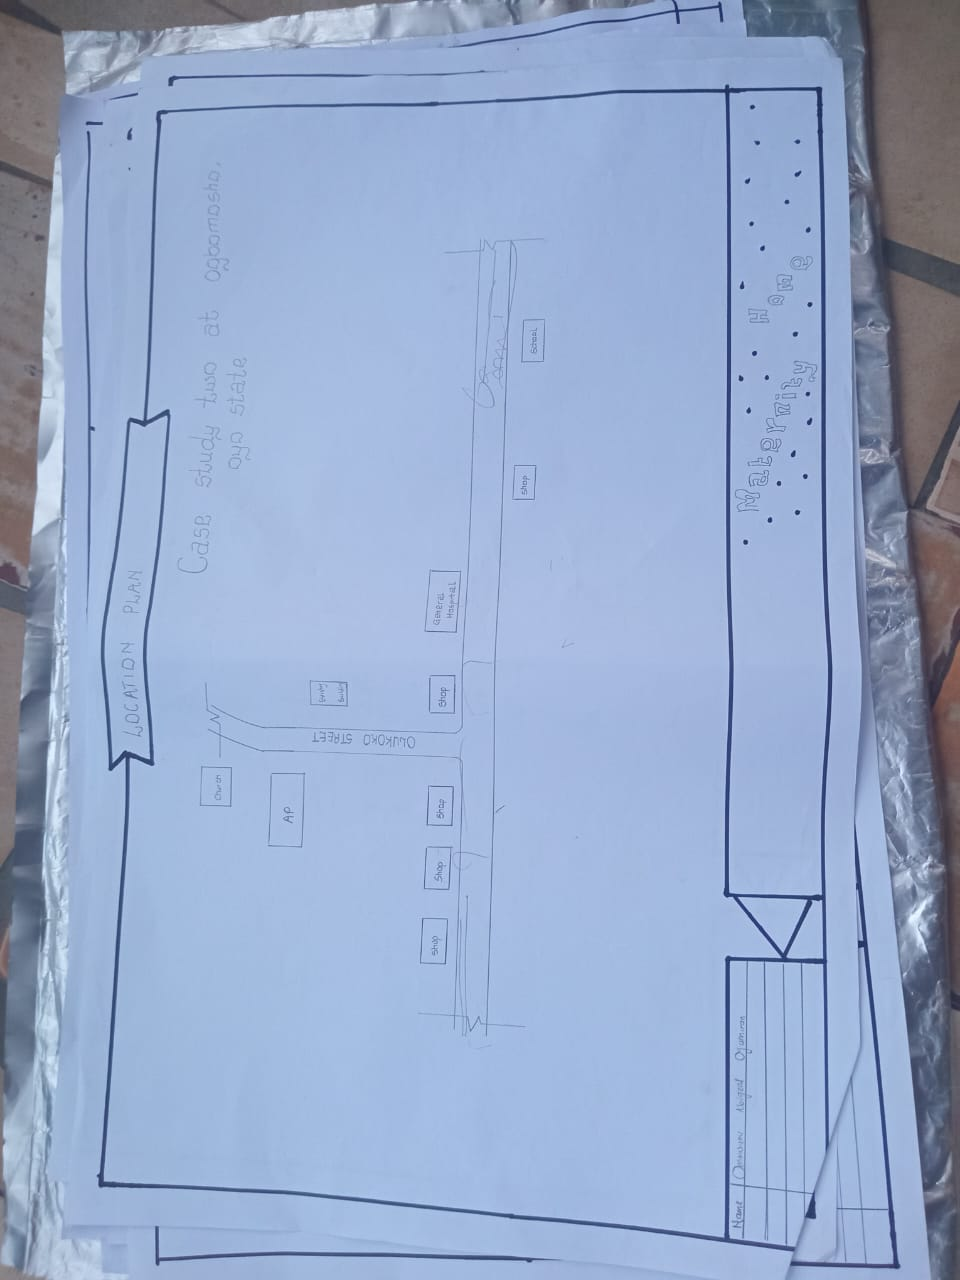 LOCATION PLAN
Case study two at ogbomosho,
oyo state
Church
AP
OLUKOKO STREET
Shop
Shop
Shop
Shop
General
Hospital
Shop
School
Maternity Home
Name